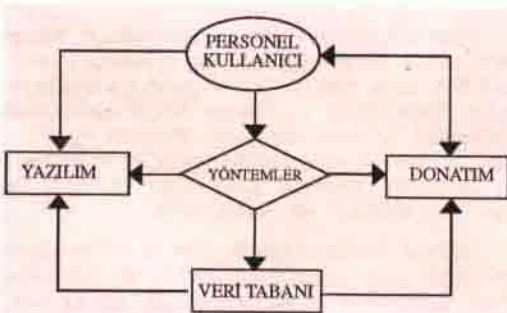 PERSONEL
KULLANICI
YAZILIM
YÖNTEMLER
DONATIM
VERİ TABANI